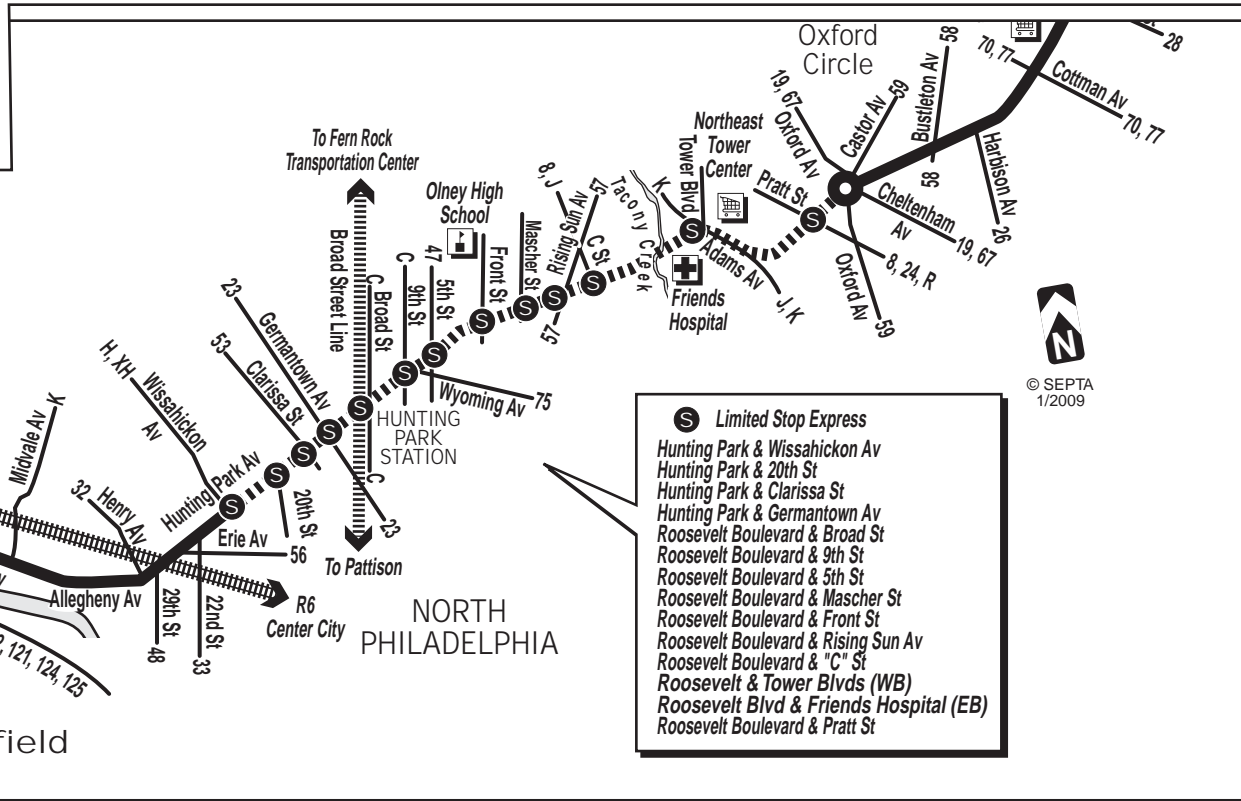 Oxford
Circle
28
70, 77
Cottman Av
70, 77
58
Bustleton Av
58
19, 67
Oxford Av
Castor Av
59
Harbison Av
26
Northeast
Tower
Center
Tower Blvd
Pratt St
Cheltenham
Av
19, 67
8, 24, R
Oxford Av
59
To Fern Rock
Transportation Center
Olney High
School
8, J
57
Rising Sun Av
57
C St
Tacony Creek
K
Adams Av
J, K
Friends
Hospital
Mascher St
Front St
47
5th St
C
9th St
C
Broad St
C
Broad Street Line
Wyoming Av
75
23
Germantown Av
23
53
Clarissa St
HUNTING
PARK
STATION
H, XH
Wissahickon
Av
K
Midvale Av
32
Henry Av
Hunting Park Av
20th St
Erie Av
56
To Pattison
Allegheny Av
29th St
48
22nd St
33
R6
Center City
NORTH
PHILADELPHIA
121, 124, 125
field
N
© SEPTA
1/2009
S Limited Stop Express
Hunting Park & Wissahickon Av
Hunting Park & 20th St
Hunting Park & Clarissa St
Hunting Park & Germantown Av
Roosevelt Boulevard & Broad St
Roosevelt Boulevard & 9th St
Roosevelt Boulevard & 5th St
Roosevelt Boulevard & Mascher St
Roosevelt Boulevard & Front St
Roosevelt Boulevard & Rising Sun Av
Roosevelt Boulevard & "C" St
Roosevelt & Tower Blvds (WB)
Roosevelt Blvd & Friends Hospital (EB)
Roosevelt Boulevard & Pratt St